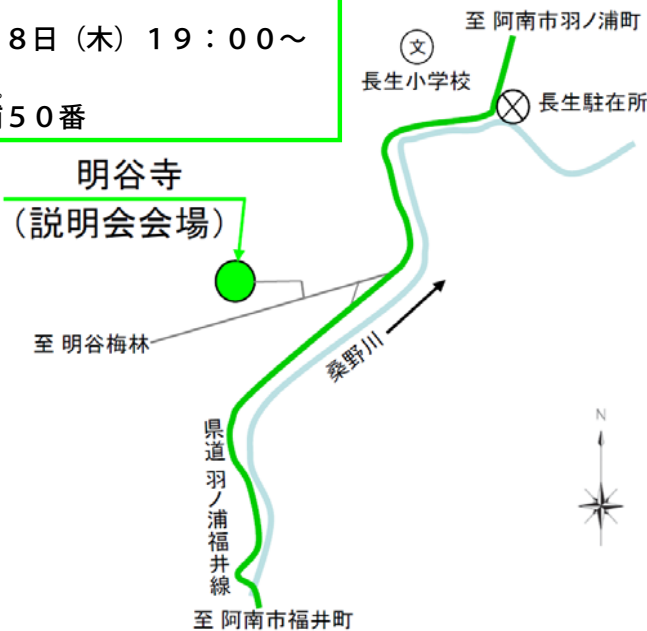 8日（木）19：00～
50番
至 阿南市羽ノ浦町
文
長生小学校
長生駐在所
明谷寺
（説明会会場）
至 明谷梅林
桑野川
県道 羽ノ浦福井線
N
至 阿南市福井町